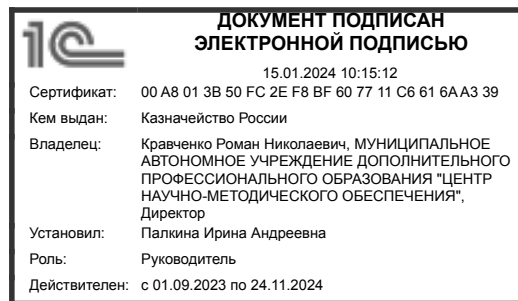 1С
ДОКУМЕНТ ПОДПИСАН
ЭЛЕКТРОННОЙ ПОДПИСЬЮ
15.01.2024 10:15:12
Сертификат: 00 A8 01 3B 50 FC 2E F8 BF 60 77 11 C6 61 6A A3 39
Кем выдан: Казначейство России
Владелец: Кравченко Роман Николаевич, МУНИЦИПАЛЬНОЕ
АВТОНОМНОЕ УЧРЕЖДЕНИЕ ДОПОЛНИТЕЛЬНОГО
ПРОФЕССИОНАЛЬНОГО ОБРАЗОВАНИЯ "ЦЕНТР
НАУЧНО-МЕТОДИЧЕСКОГО ОБЕСПЕЧЕНИЯ",
Директор
Установил: Палкина Ирина Андреевна
Роль: Руководитель
Действителен: с 01.09.2023 по 24.11.2024